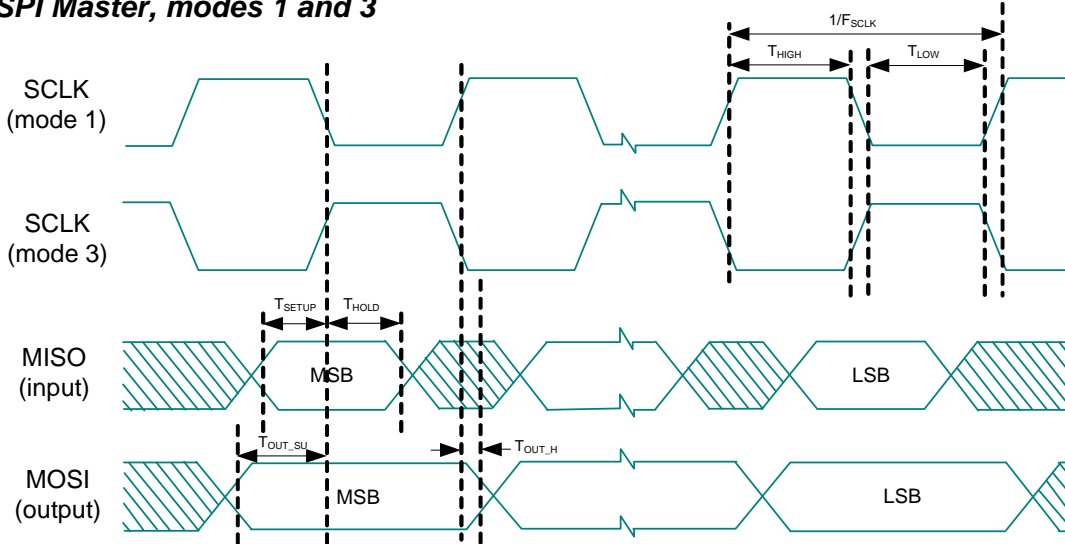 SPI Master, modes 1 and 3
1/FSCLK
THIGH
TLOW
SCLK
(mode 1)
SCLK
(mode 3)
TSETUP
THOLD
MISO
(input)
MSB
LSB
TOUT_SU
TOUT_H
MOSI
(output)
MSB
LSB